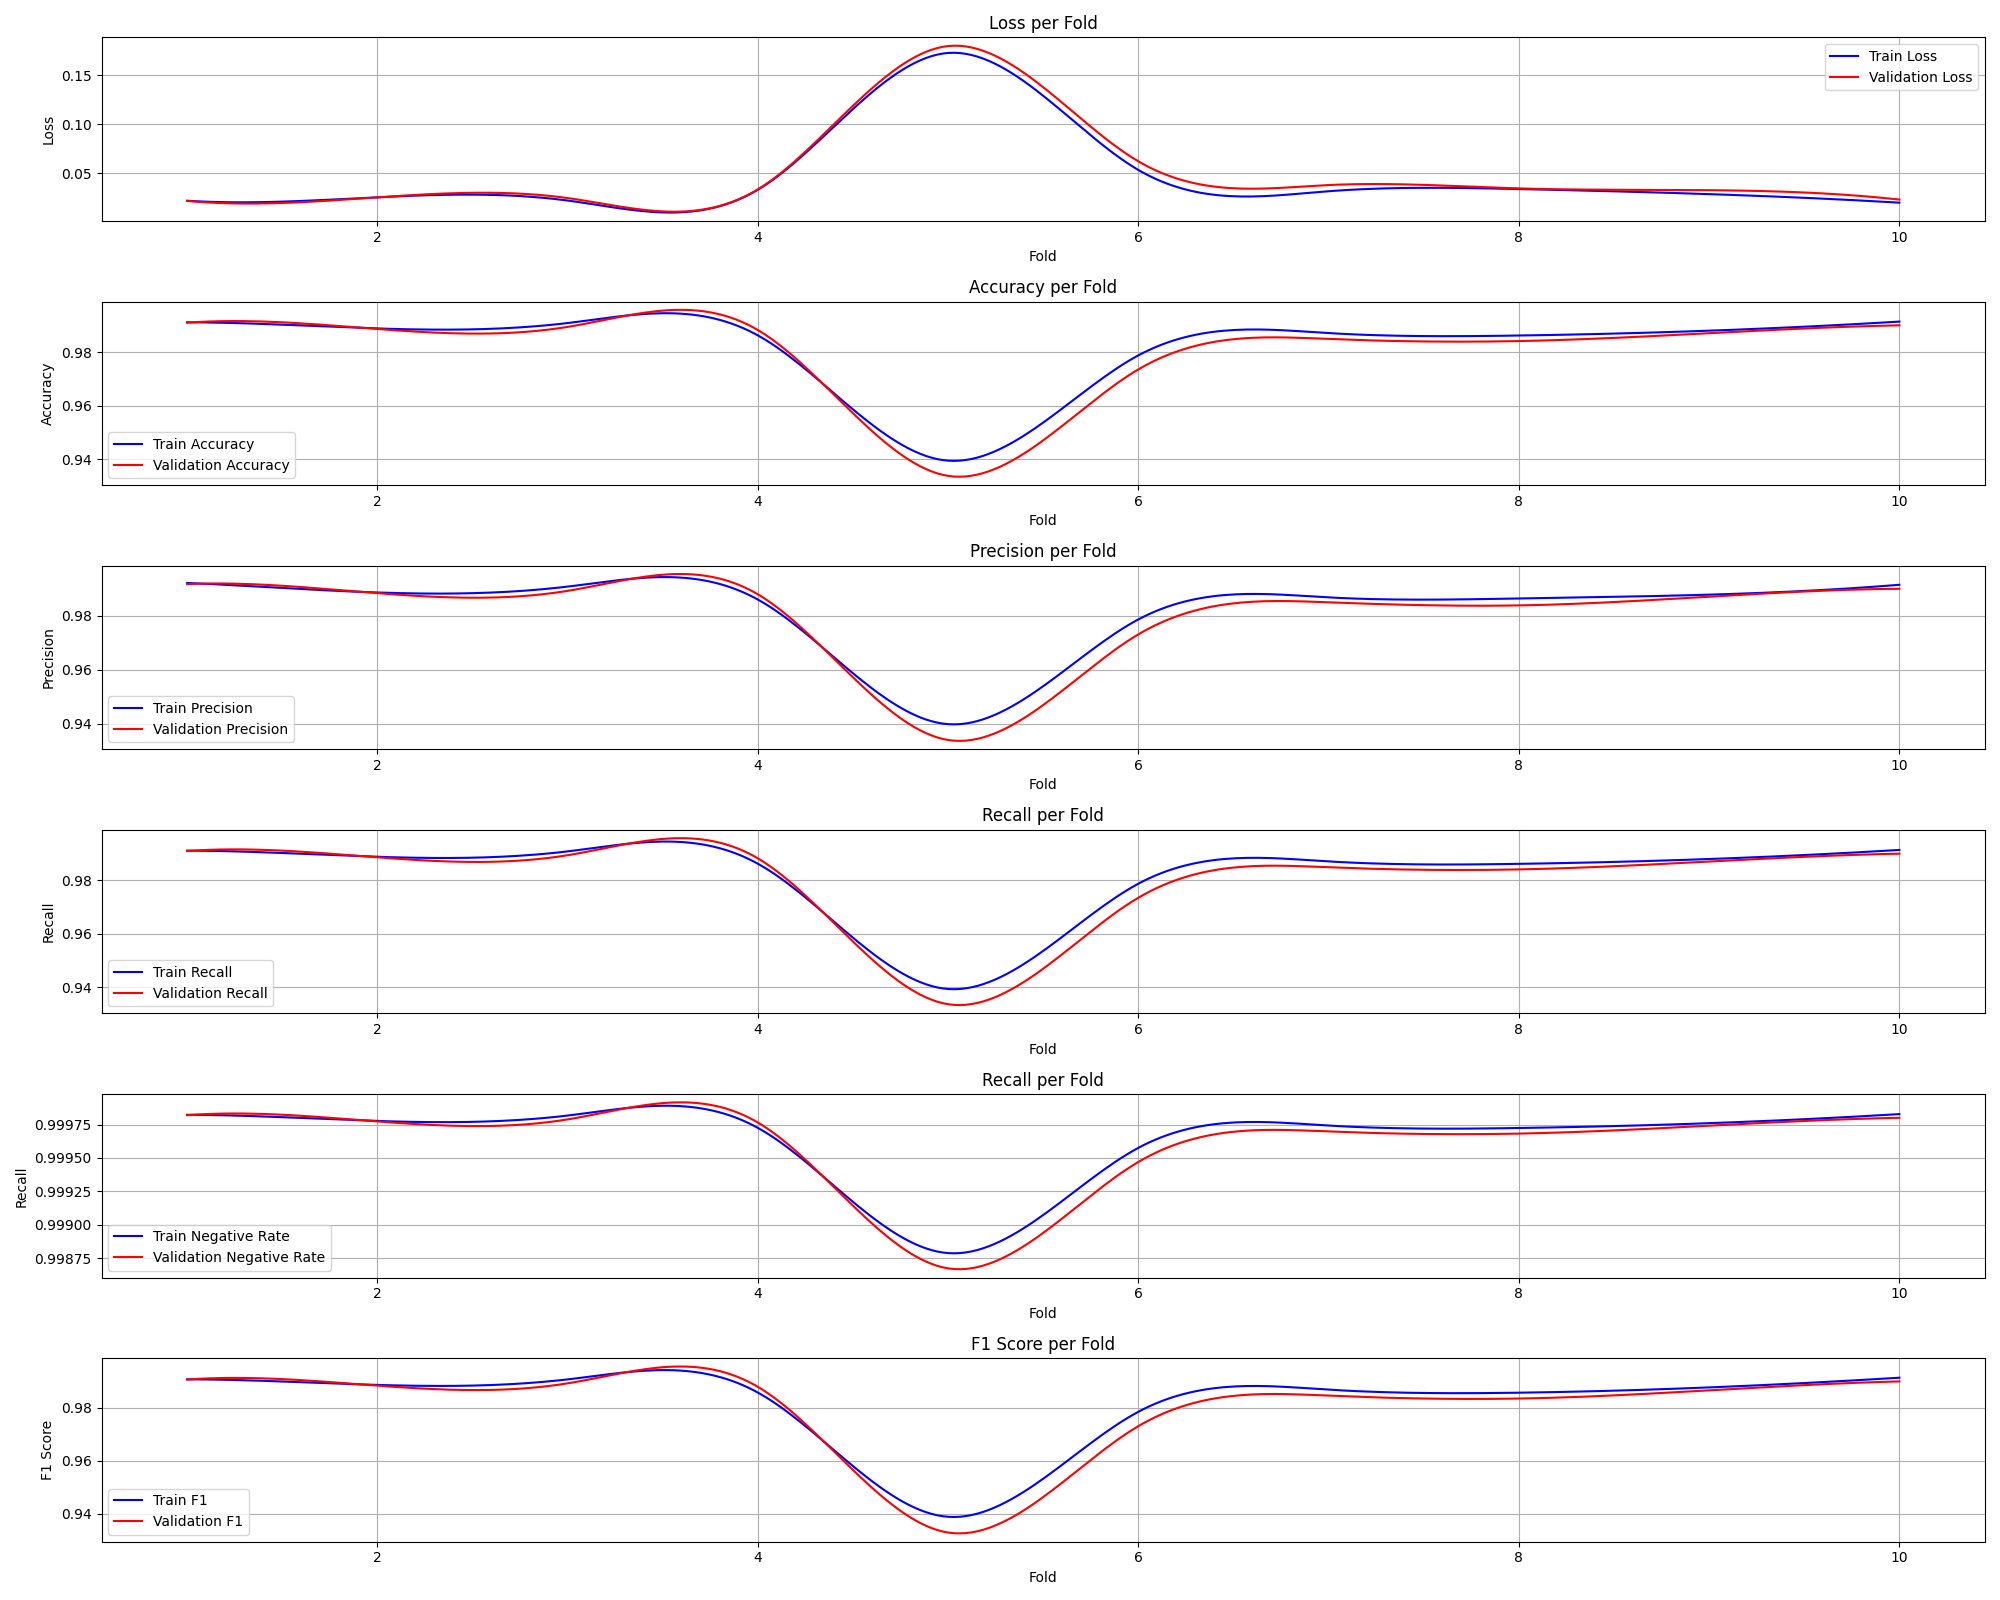 Loss per Fold
Loss
0.15
0.10
0.05
Train Loss
Validation Loss
2 4 6 8 10
Fold
Accuracy per Fold
Accuracy
0.98
0.96
0.94
Train Accuracy
Validation Accuracy
2 4 6 8 10
Fold
Precision per Fold
Precision
0.98
0.96
0.94
Train Precision
Validation Precision
2 4 6 8 10
Fold
Recall per Fold
Recall
0.98
0.96
0.94
Train Recall
Validation Recall
2 4 6 8 10
Fold
Recall per Fold
Recall
0.99975
0.99950
0.99925
0.99900
0.99875
Train Negative Rate
Validation Negative Rate
2 4 6 8 10
Fold
F1 Score per Fold
F1 Score
0.98
0.96
0.94
Train F1
Validation F1
2 4 6 8 10
Fold